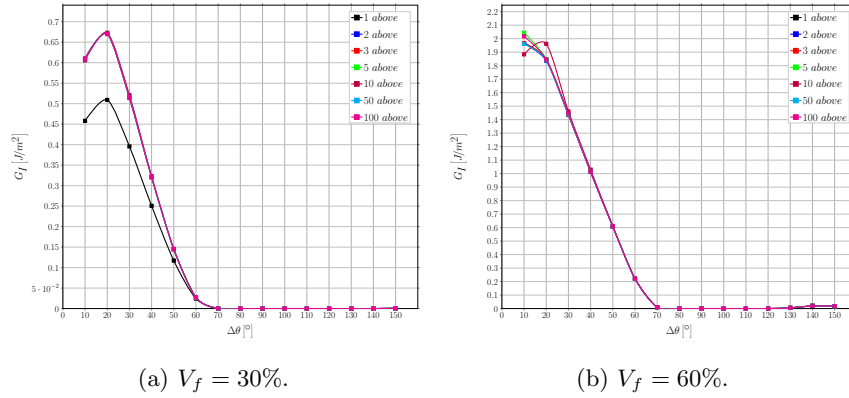 0.7
0.65
0.6
0.55
0.5
0.45
0.4
0.35
0.3
0.25
0.2
0.15
0.1
5 · 10⁻²
0
G_I [J/m²]
0 10 20 30 40 50 60 70 80 90 100 110 120 130 140 150
Δθ [°]
1 above
2 above
3 above
5 above
10 above
50 above
100 above
(a) V_f = 30%.
2.1
2
1.9
1.8
1.7
1.6
1.5
1.4
1.3
1.2
1.1
1
0.9
0.8
0.7
0.6
0.5
0.4
0.3
0.2
0.1
0
G_I [J/m²]
0 10 20 30 40 50 60 70 80 90 100 110 120 130 140 150
Δθ [°]
1 above
2 above
3 above
5 above
10 above
50 above
100 above
(b) V_f = 60%.